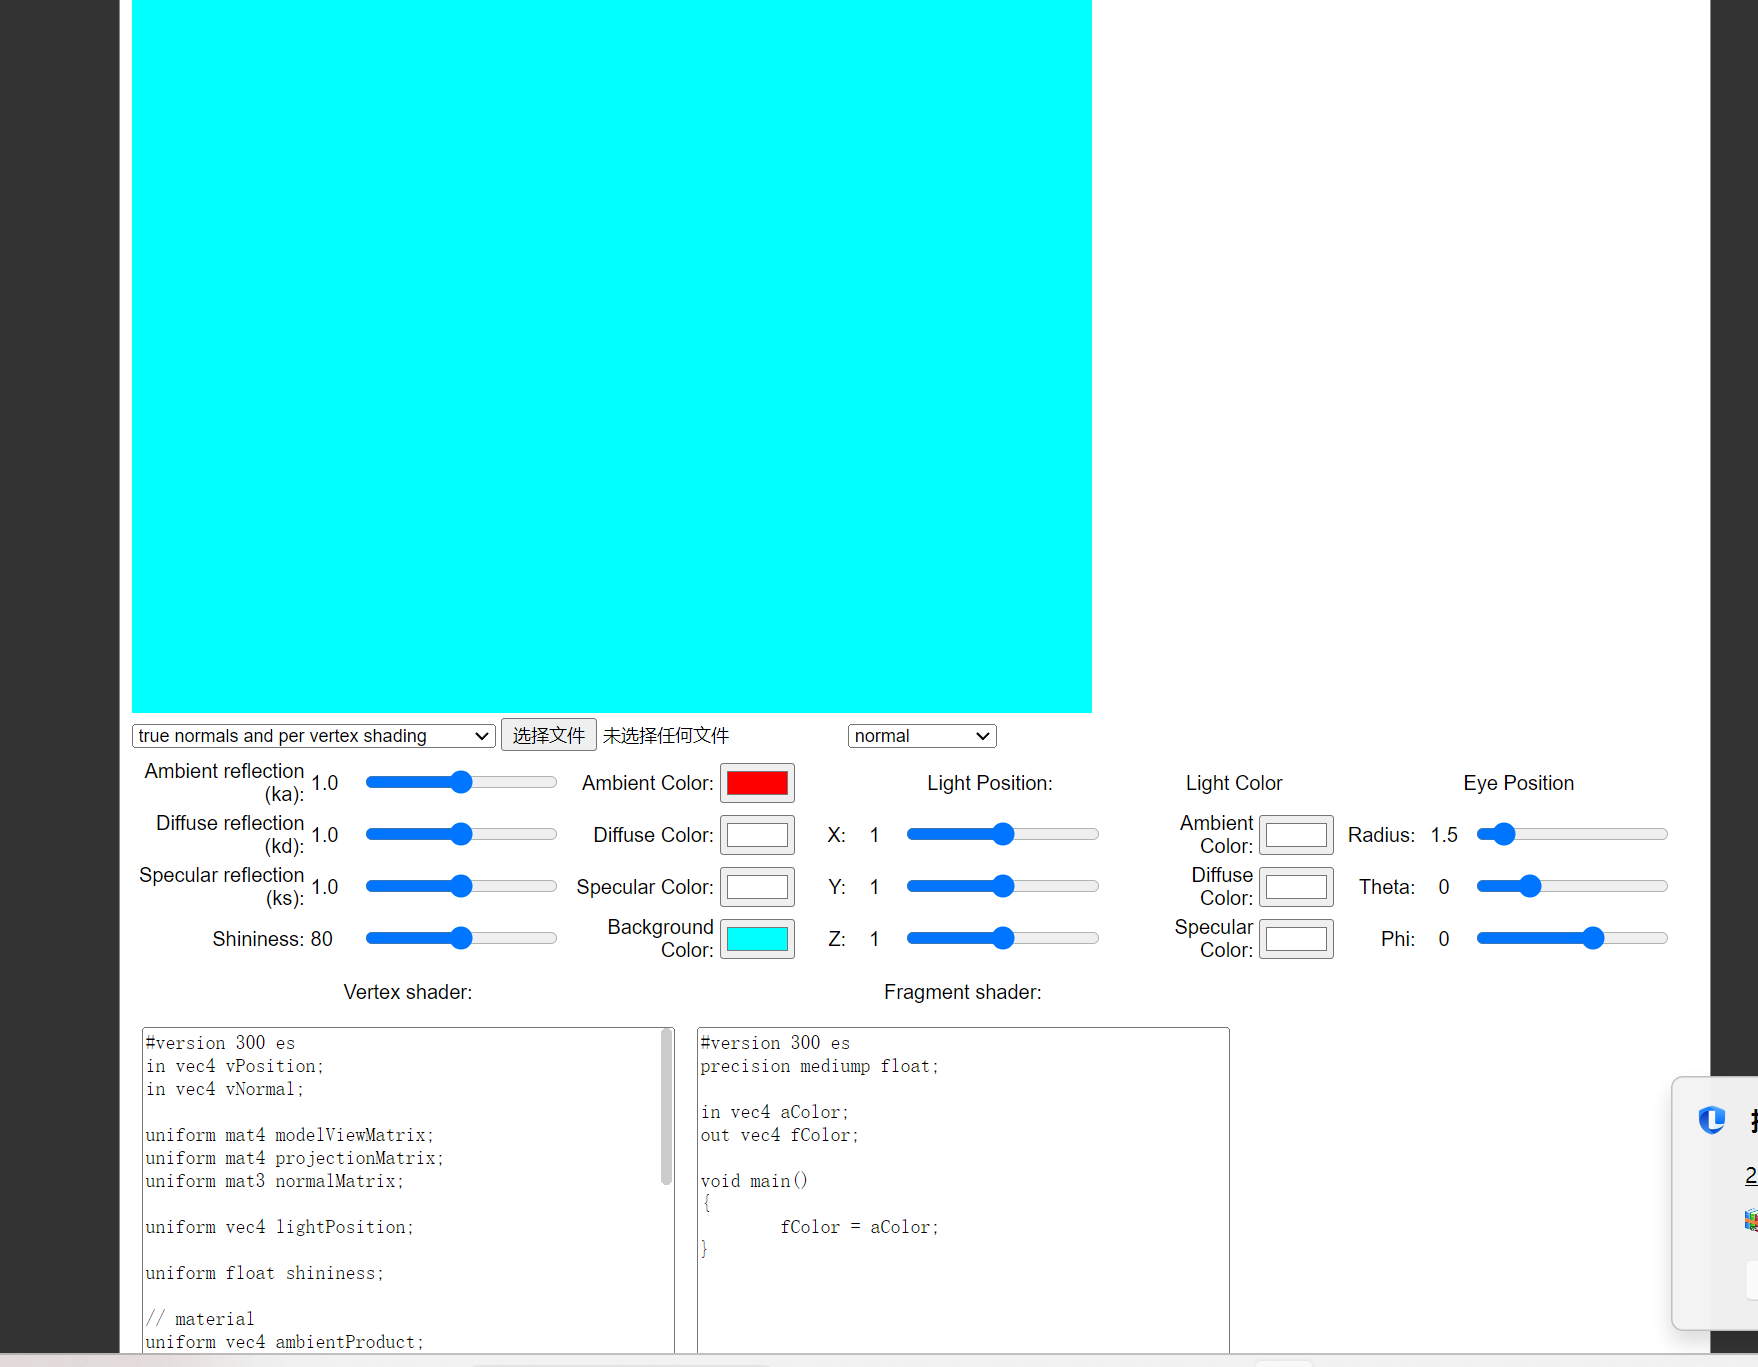 true normals and per vertex shading 选择文件 未选择任何文件 normal
Ambient reflection (ka): 1.0 Ambient Color: Light Position: Light Color Eye Position
Diffuse reflection (kd): 1.0 Diffuse Color: X: 1 Ambient Color: Radius: 1.5
Specular reflection (ks): 1.0 Specular Color: Y: 1 Diffuse Color: Theta: 0
Shininess: 80 Background Color: Z: 1 Specular Color: Phi: 0
Vertex shader: Fragment shader:
#version 300 es
in vec4 vPosition;
in vec4 vNormal;
uniform mat4 modelViewMatrix;
uniform mat4 projectionMatrix;
uniform mat3 normalMatrix;
uniform vec4 lightPosition;
uniform float shininess;
// material
uniform vec4 ambientProduct;
#version 300 es
precision mediump float;
in vec4 aColor;
out vec4 fColor;
void main()
{
fColor = aColor;
}
2